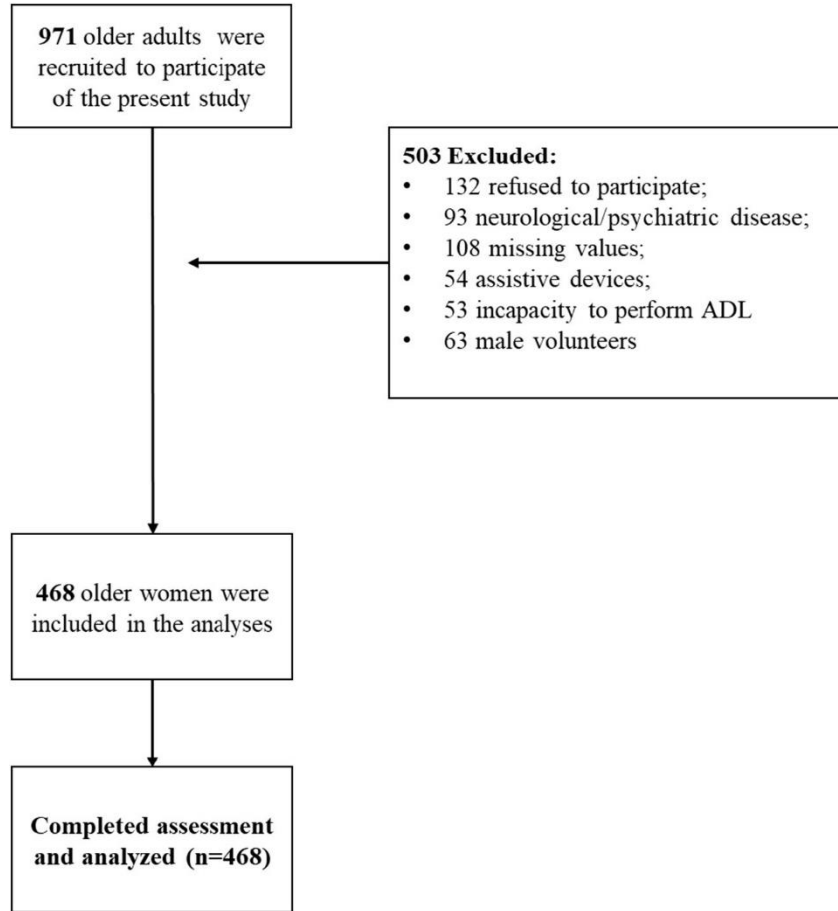 971 older adults were
recruited to participate
of the present study
503 Excluded:
• 132 refused to participate;
• 93 neurological/psychiatric disease;
• 108 missing values;
• 54 assistive devices;
• 53 incapacity to perform ADL
• 63 male volunteers
468 older women were
included in the analyses
Completed assessment
and analyzed (n=468)